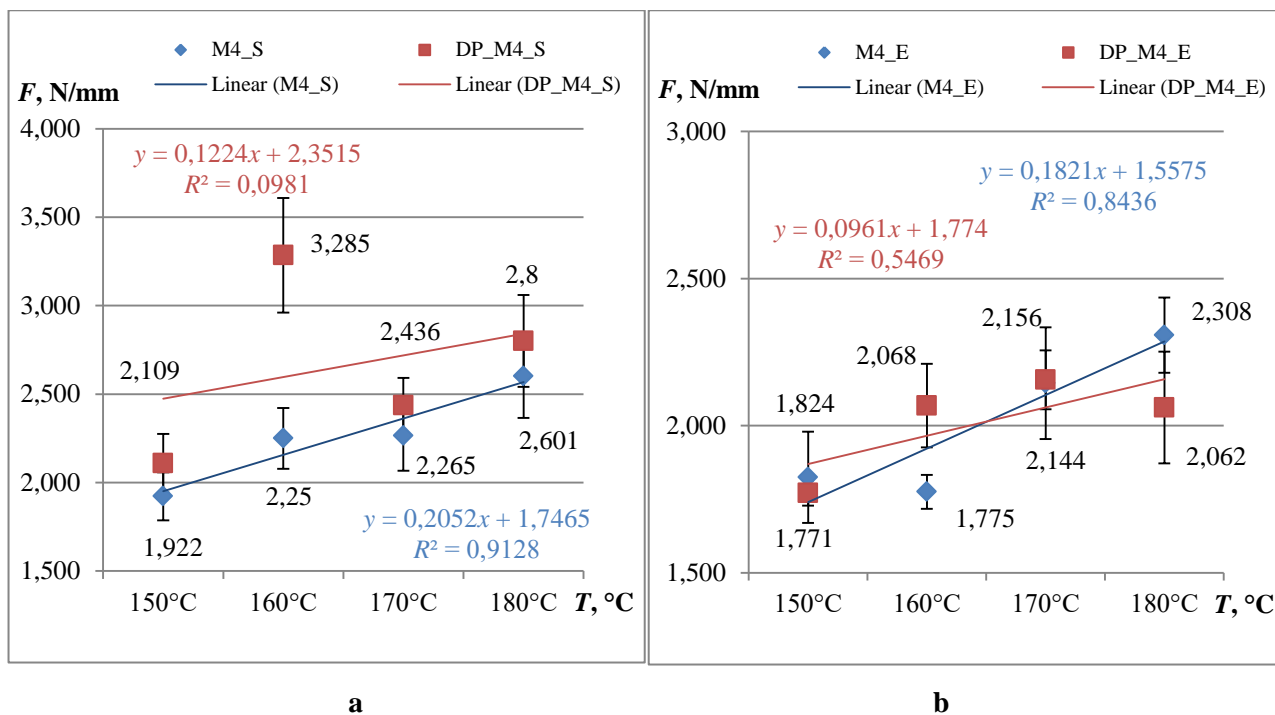 M4_S DP_M4_S
Linear (M4_S) Linear (DP_M4_S)
F, N/mm
4,000
y = 0,1224x + 2,3515
R² = 0,0981
3,500
3,285
2,8
3,000
2,436
2,109
2,500
2,601
2,265
2,25
2,000
1,922
y = 0,2052x + 1,7465
R² = 0,9128
1,500
150°C 160°C 170°C 180°C T, °C
a
M4_E DP_M4_E
Linear (M4_E) Linear (DP_M4_E)
F, N/mm
3,000
y = 0,1821x + 1,5575
R² = 0,8436
y = 0,0961x + 1,774
R² = 0,5469
2,500
2,156
2,308
2,068
2,000
1,824
2,144
2,062
1,775
1,771
1,500
150°C 160°C 170°C 180°C T, °C
b